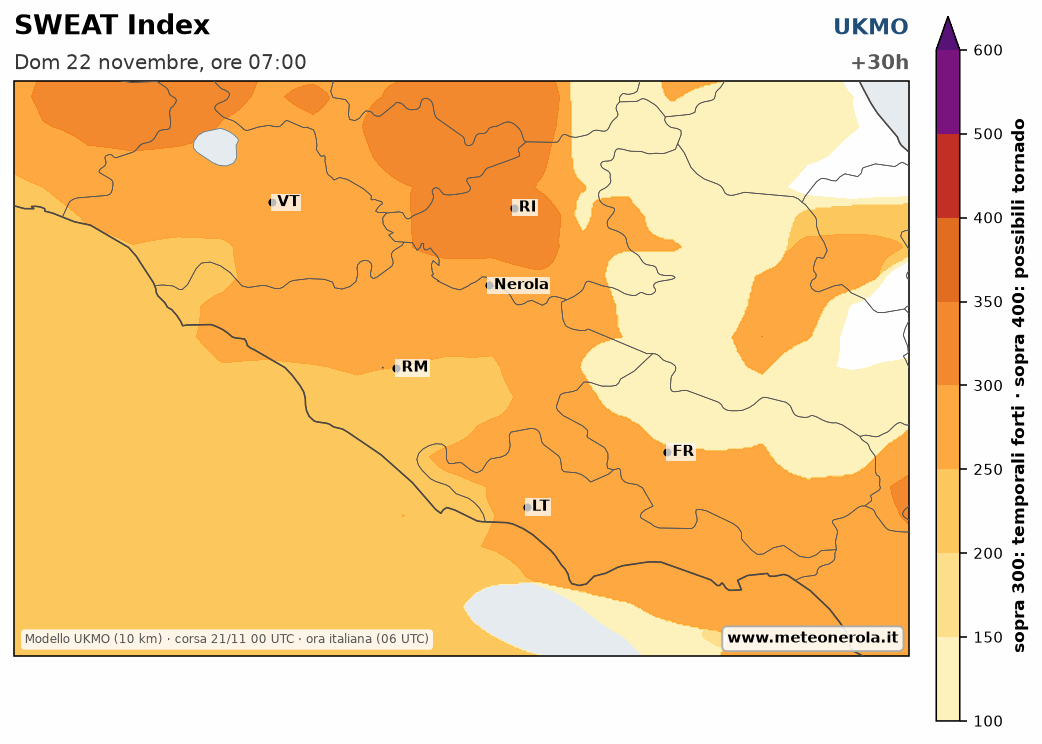 SWEAT Index
UKMO
Dom 22 novembre, ore 07:00
+30h
VT
RI
Nerola
RM
FR
LT
Modello UKMO (10 km) · corsa 21/11 00 UTC · ora italiana (06 UTC)
www.meteonerola.it
600
500
400
350
300
250
200
150
100
sopra 300: temporali forti · sopra 400: possibili tornado